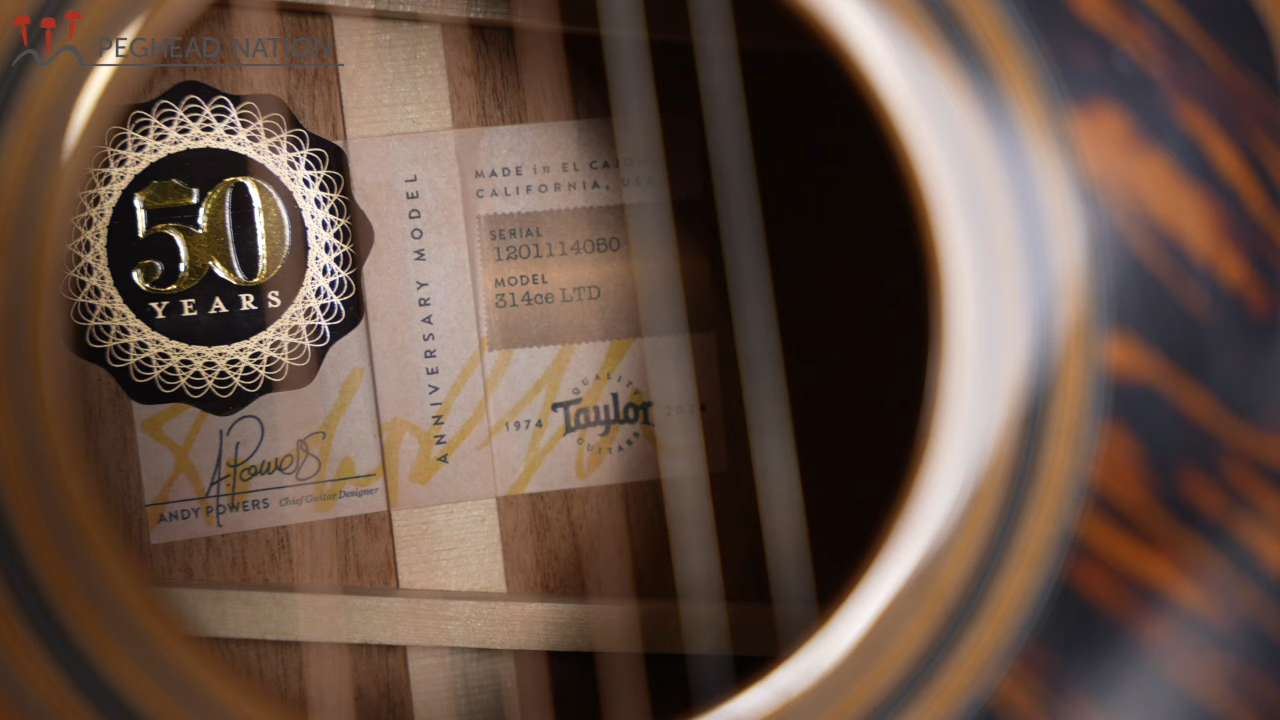 PEGHEAD NATION
50
YEARS
ANNIVERSARY MODEL
MADE in EL CAJON
CALIFORNIA, USA
SERIAL
1201114050
MODEL
314ce LTD
QUALITY
1974 Taylor 2024
GUITARS
A.Powers
ANDY POWERS Chief Guitar Designer